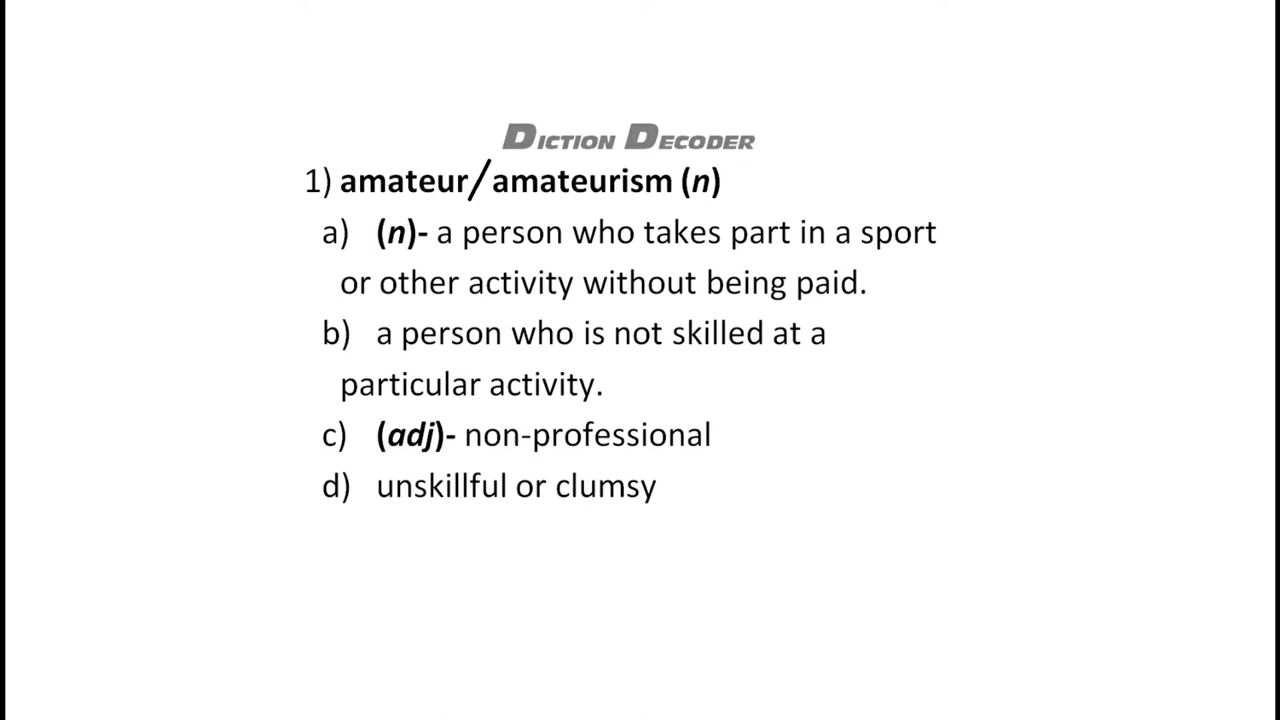 DICTION DECODER
1) amateur/amateurism (n)
a) (n)- a person who takes part in a sport
or other activity without being paid.
b) a person who is not skilled at a
particular activity.
c) (adj)- non-professional
d) unskillful or clumsy